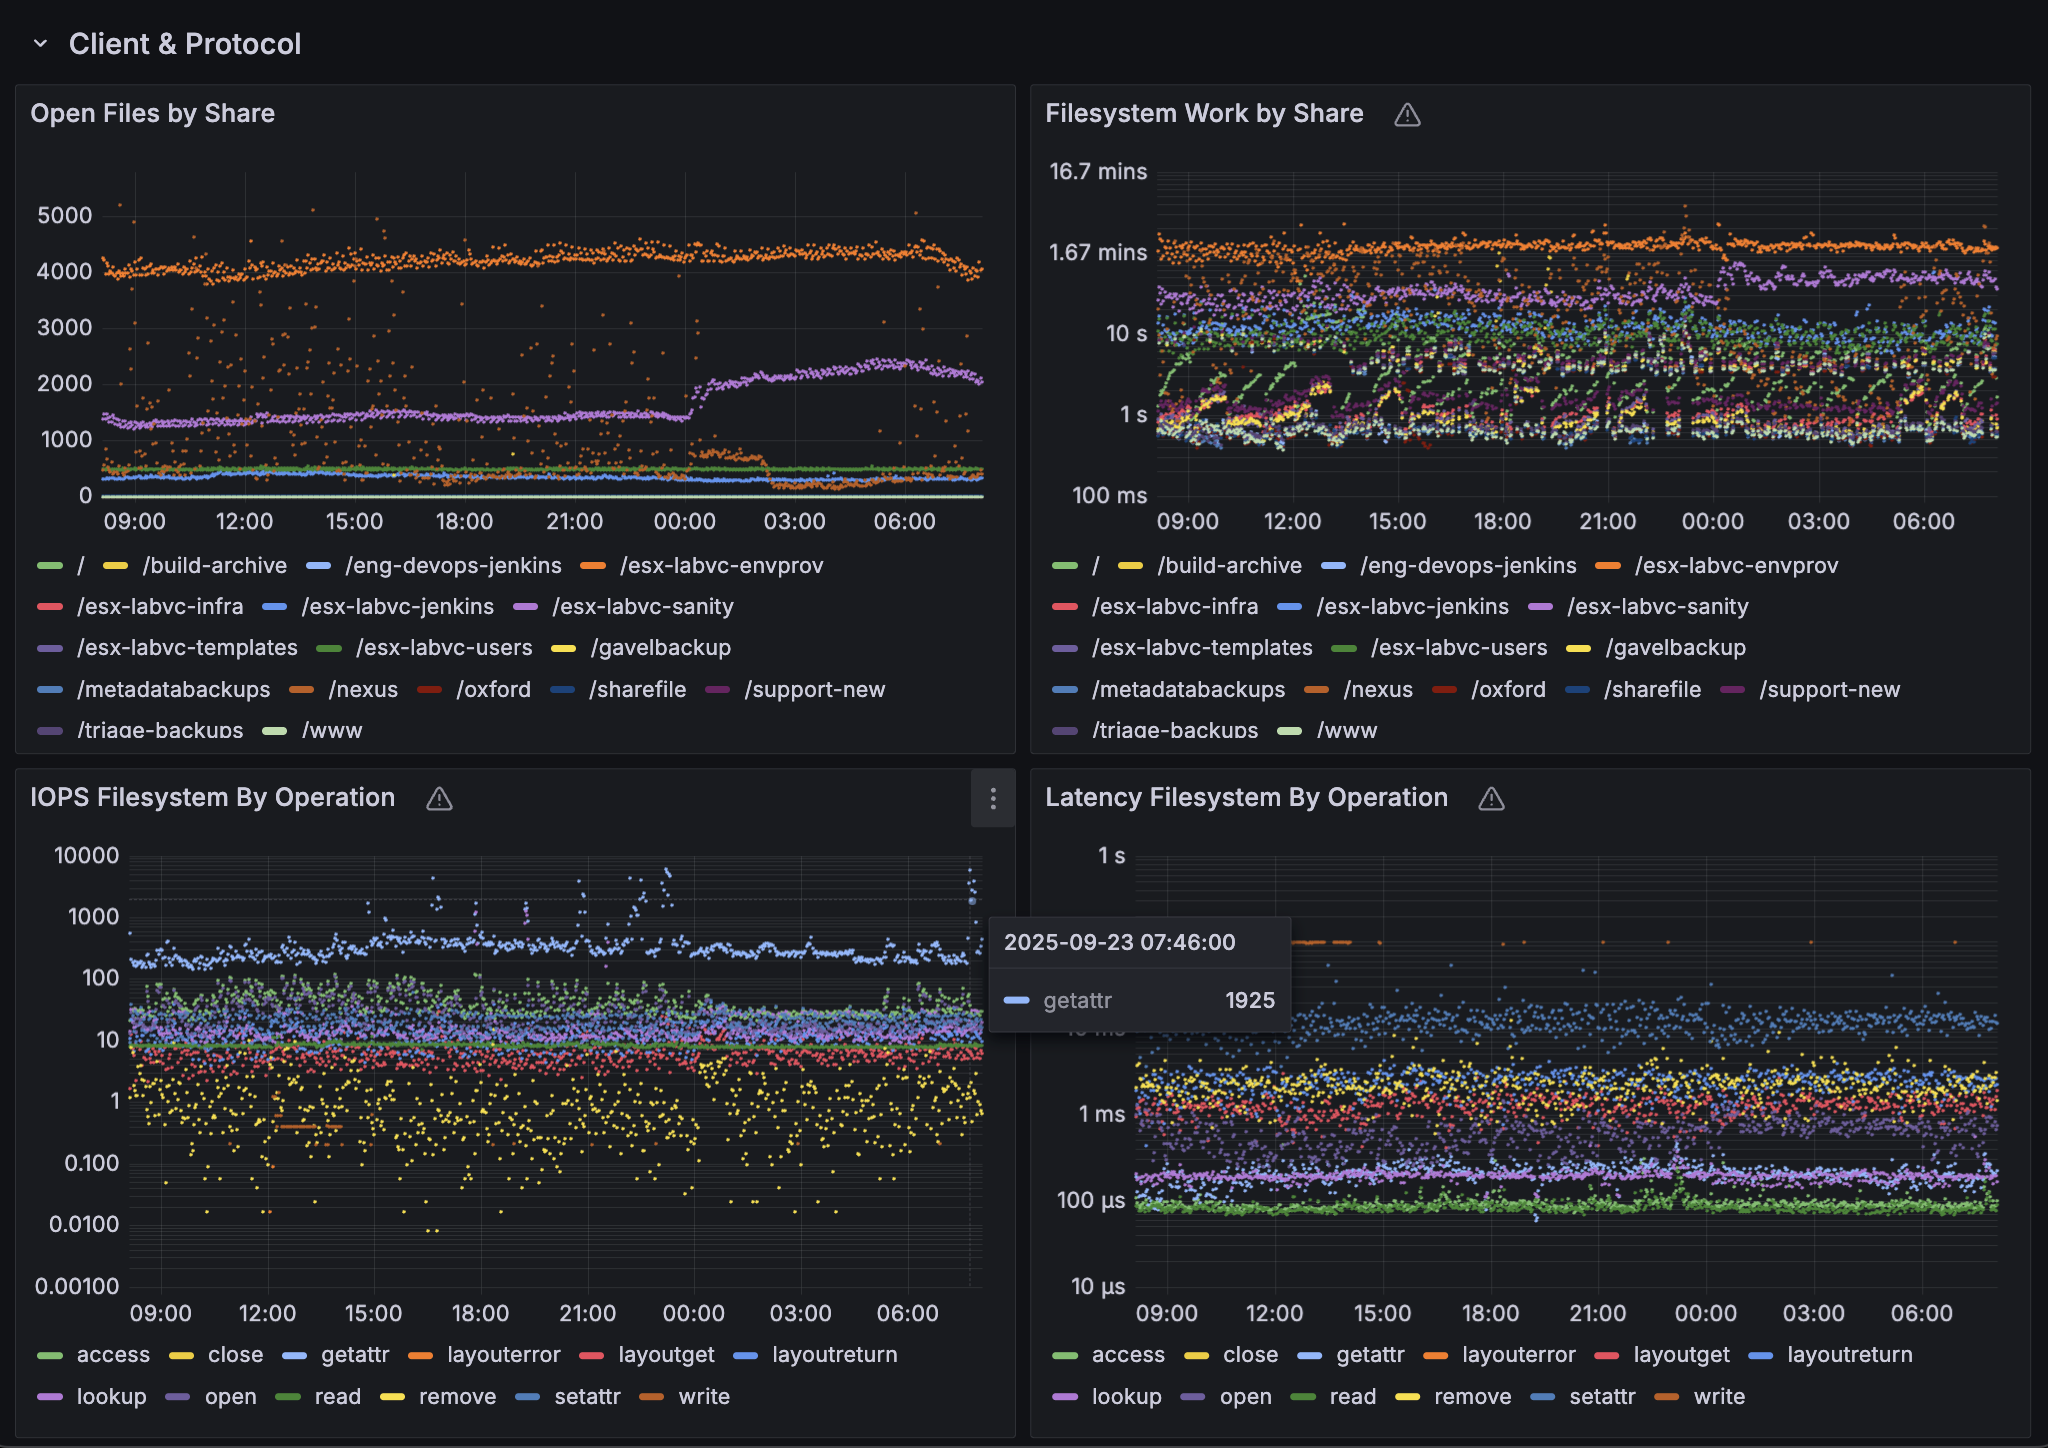 Client & Protocol
Open Files by Share
5000
4000
3000
2000
1000
0
09:00 12:00 15:00 18:00 21:00 00:00 03:00 06:00
/ /build-archive /eng-devops-jenkins /esx-labvc-envprov
/esx-labvc-infra /esx-labvc-jenkins /esx-labvc-sanity
/esx-labvc-templates /esx-labvc-users /gavelbackup
/metadatabackups /nexus /oxford /sharefile /support-new
/triage-backups /www
Filesystem Work by Share
16.7 mins
1.67 mins
10 s
1 s
100 ms
09:00 12:00 15:00 18:00 21:00 00:00 03:00 06:00
/ /build-archive /eng-devops-jenkins /esx-labvc-envprov
/esx-labvc-infra /esx-labvc-jenkins /esx-labvc-sanity
/esx-labvc-templates /esx-labvc-users /gavelbackup
/metadatabackups /nexus /oxford /sharefile /support-new
/triage-backups /www
IOPS Filesystem By Operation
10000
1000
100
10
1
0.100
0.0100
0.00100
09:00 12:00 15:00 18:00 21:00 00:00 03:00 06:00
access close getattr layouterror layoutget layoutreturn
lookup open read remove setattr write
2025-09-23 07:46:00
getattr 1925
Latency Filesystem By Operation
1 s
1 ms
100 µs
10 µs
09:00 12:00 15:00 18:00 21:00 00:00 03:00 06:00
access close getattr layouterror layoutget layoutreturn
lookup open read remove setattr write